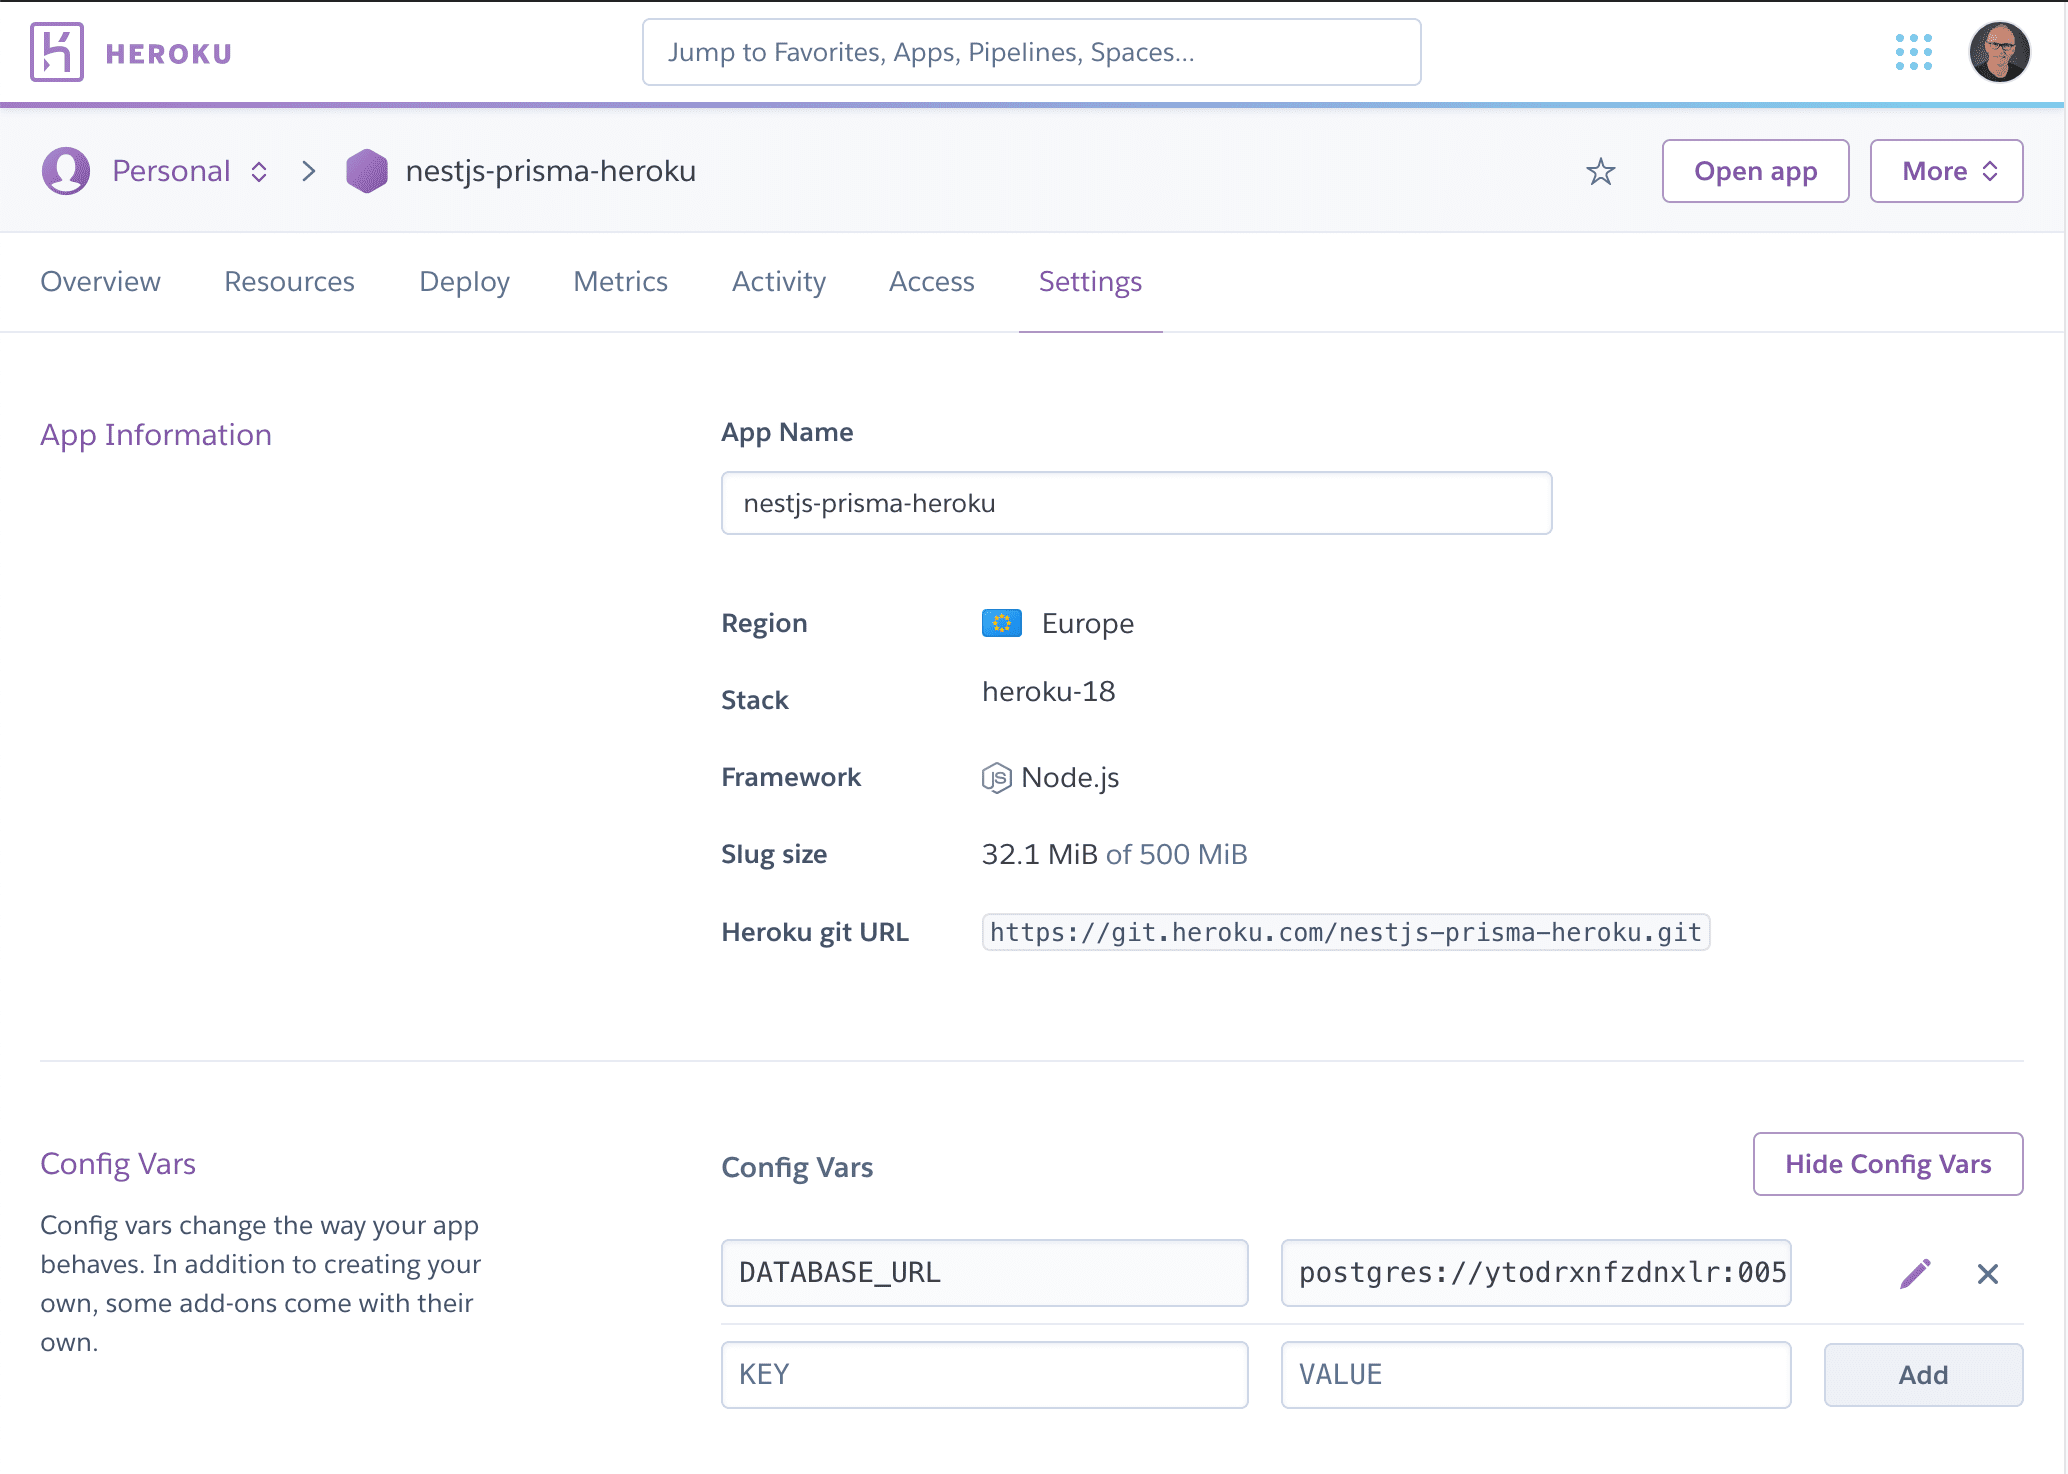 HEROKU
Jump to Favorites, Apps, Pipelines, Spaces...
Personal
nestjs-prisma-heroku
Open app
More
Overview
Resources
Deploy
Metrics
Activity
Access
Settings
App Information
App Name
nestjs-prisma-heroku
Region
Europe
Stack
heroku-18
Framework
JS Node.js
Slug size
32.1 MiB of 500 MiB
Heroku git URL
https://git.heroku.com/nestjs-prisma-heroku.git
Config Vars
Config vars change the way your app
behaves. In addition to creating your
own, some add-ons come with their
own.
Config Vars
Hide Config Vars
DATABASE_URL
postgres://ytodrxnfzdnxlr:005
KEY
VALUE
Add